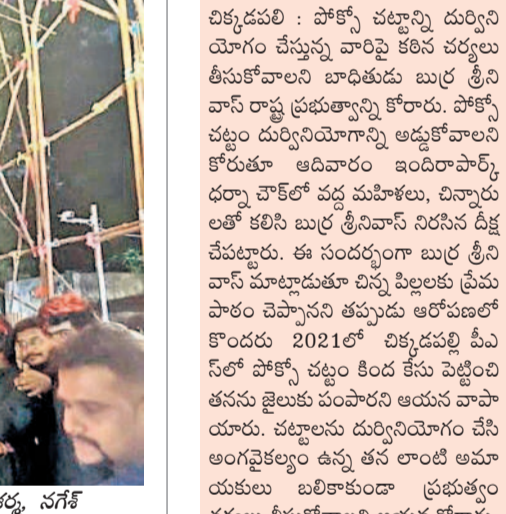 చిక్కడపలి : పోక్సో చట్టాన్ని దుర్విని
యోగం చేస్తున్న వారిపై కఠిన చర్యలు
తీసుకోవాలని బాధితుడు బుర్ర శ్రీని
వాస్ రాష్ట్ర ప్రభుత్వాన్ని కోరారు. పోక్సో
చట్టం దుర్వినియోగాన్ని అడ్డుకోవాలని
కోరుతూ ఆదివారం ఇందిరాపార్క్
ధర్నా చౌక్‌లో వద్ద మహిళలు, చిన్నారు
లతో కలిసి బుర్ర శ్రీనివాస్ నిరసన దీక్ష
చేపట్టారు. ఈ సందర్భంగా బుర్ర శ్రీని
వాస్ మాట్లాడుతూ చిన్న పిల్లలకు ప్రేమ
పాఠం చెప్పానని తప్పుడు ఆరోపణలో
కొందరు 2021లో చిక్కడపల్లి పీఎ
స్‌లో పోక్సో చట్టం కింద కేసు పెట్టించి
తనను జైలుకు పంపారని ఆయన వాపో
యారు. చట్టాలను దుర్వినియోగం చేసి
అంగవైకల్యం ఉన్న తన లాంటి అమా
యకులు బలికాకుండా ప్రభుత్వం
నగేశ్